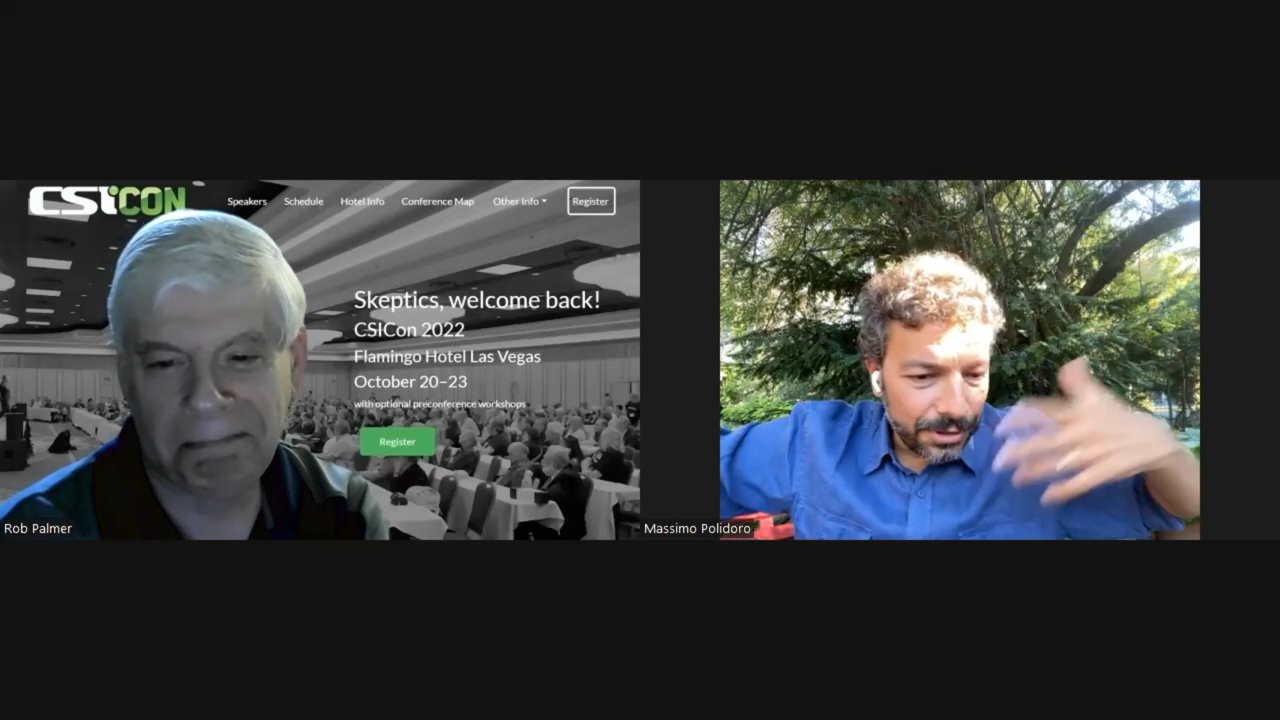 CSICON
Speakers Schedule Hotel Info Conference Map Other Info Register
Skeptics, welcome back!
CSICon 2022
Flamingo Hotel Las Vegas
October 20–23
with optional preconference workshops
Register
Rob Palmer
Massimo Polidoro